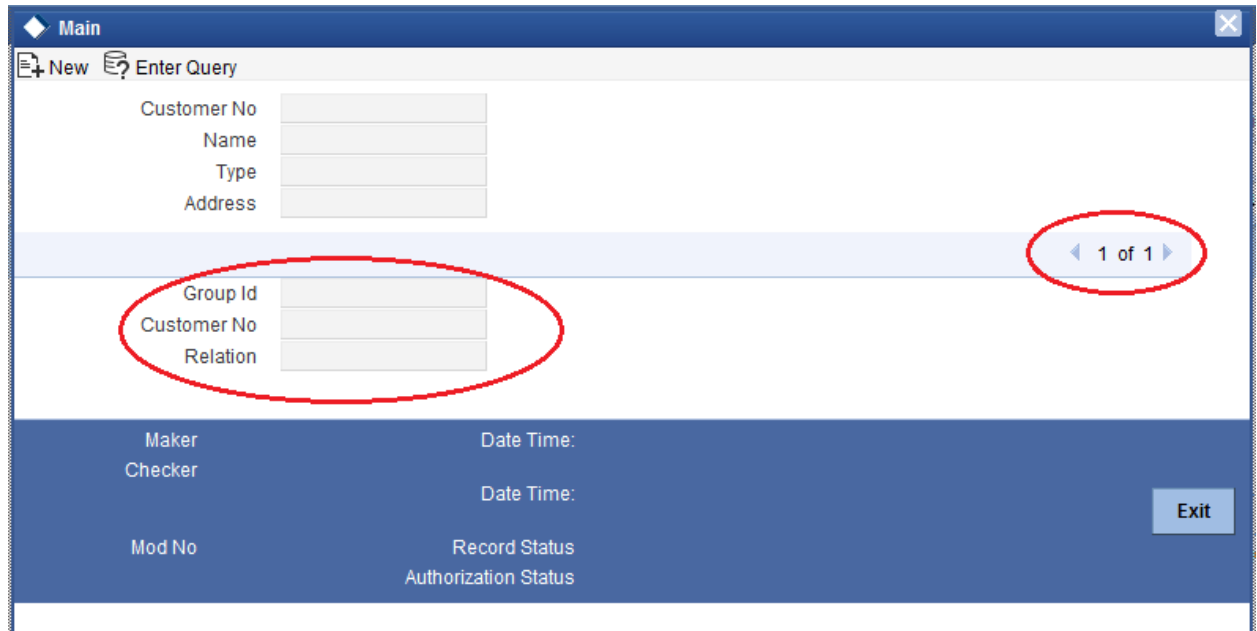 Main
New Enter Query
Customer No
Name
Type
Address
1 of 1
Group Id
Customer No
Relation
Maker Date Time:
Checker
Date Time:
Exit
Mod No Record Status
Authorization Status